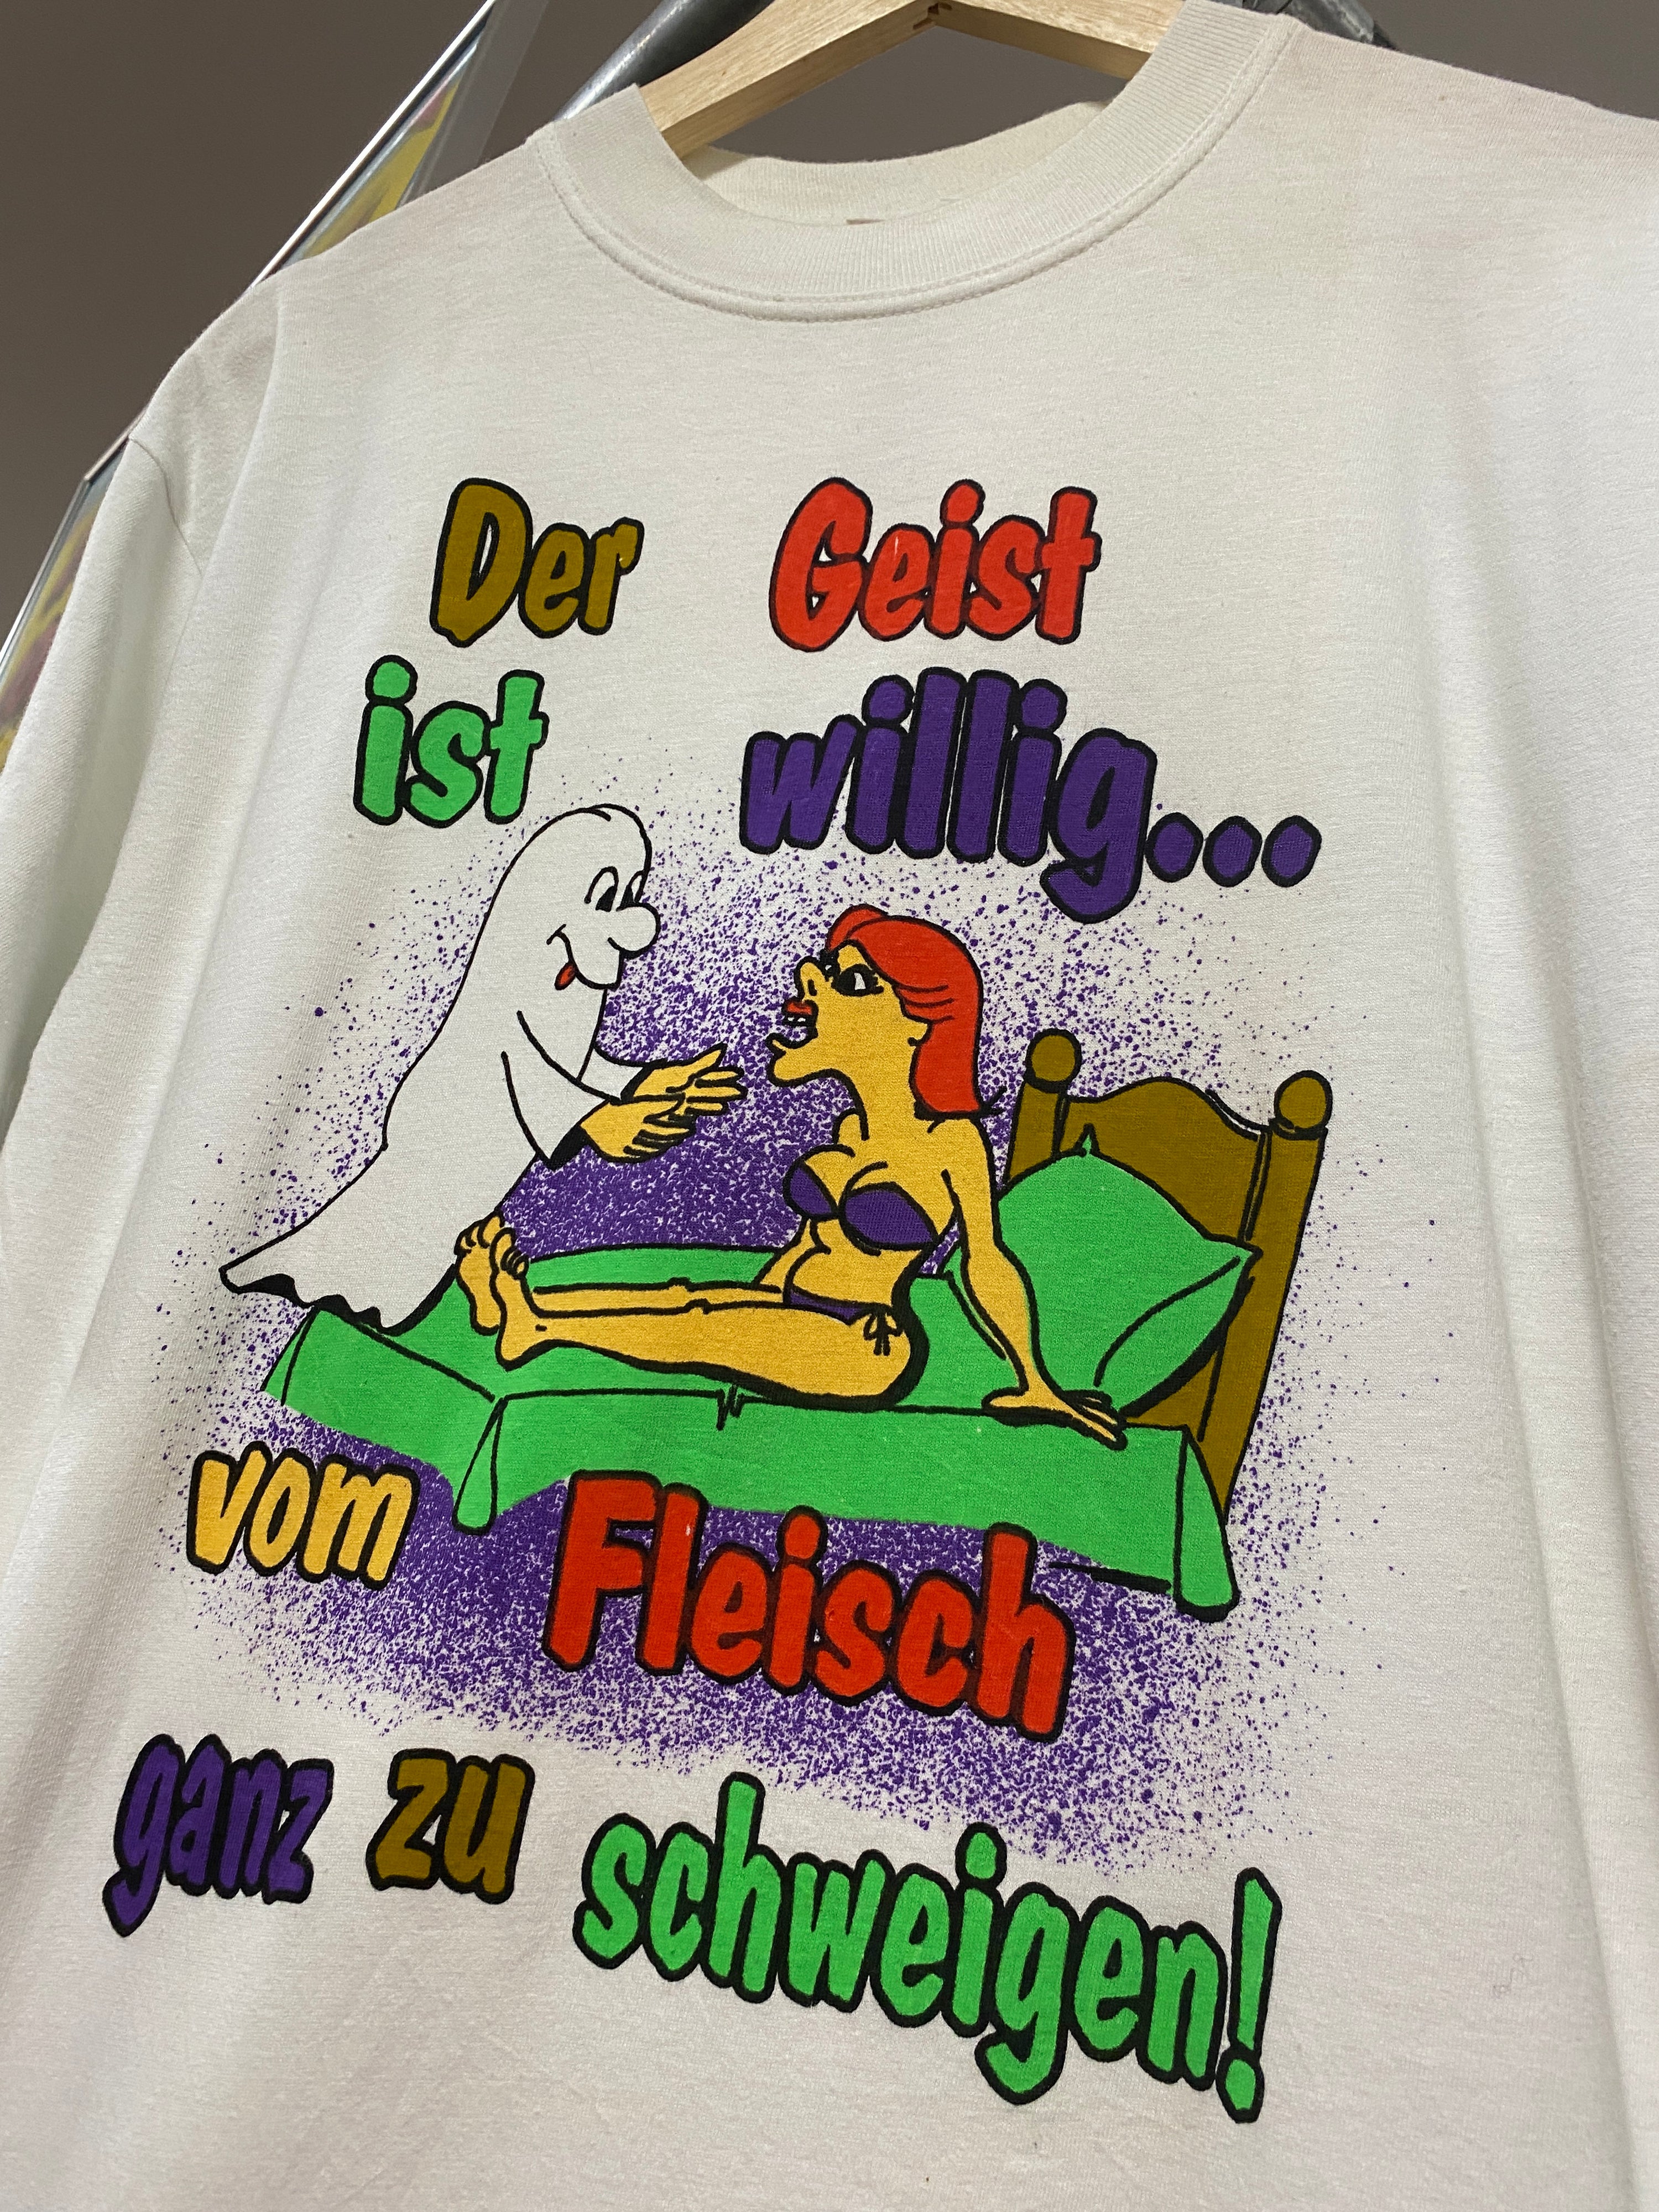 Der Geist
ist willig...
vom Fleisch
ganz zu schweigen!